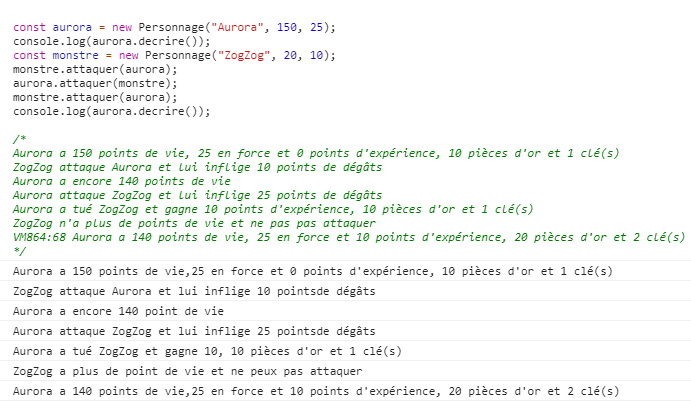 const aurora = new Personnage("Aurora", 150, 25);
console.log(aurora.decrire());
const monstre = new Personnage("ZogZog", 20, 10);
monstre.attaquer(aurora);
aurora.attaquer(monstre);
monstre.attaquer(aurora);
console.log(aurora.decrire());
/*
Aurora a 150 points de vie, 25 en force et 0 points d'expérience, 10 pièces d'or et 1 clé(s)
ZogZog attaque Aurora et lui inflige 10 points de dégâts
Aurora a encore 140 points de vie
Aurora attaque ZogZog et lui inflige 25 points de dégâts
Aurora a tué ZogZog et gagne 10 points d'expérience, 10 pièces d'or et 1 clé(s)
ZogZog n'a plus de points de vie et ne pas pas attaquer
VM864:68 Aurora a 140 points de vie, 25 en force et 10 points d'expérience, 20 pièces d'or et 2 clé(s)
*/
Aurora a 150 points de vie,25 en force et 0 points d'expérience, 10 pièces d'or et 1 clé(s)
ZogZog attaque Aurora et lui inflige 10 pointsde dégâts
Aurora a encore 140 point de vie
Aurora attaque ZogZog et lui inflige 25 pointsde dégâts
Aurora a tué ZogZog et gagne 10, 10 pièces d'or et 1 clé(s)
ZogZog a plus de point de vie et ne peux pas attaquer
Aurora a 140 points de vie,25 en force et 10 points d'expérience, 20 pièces d'or et 2 clé(s)